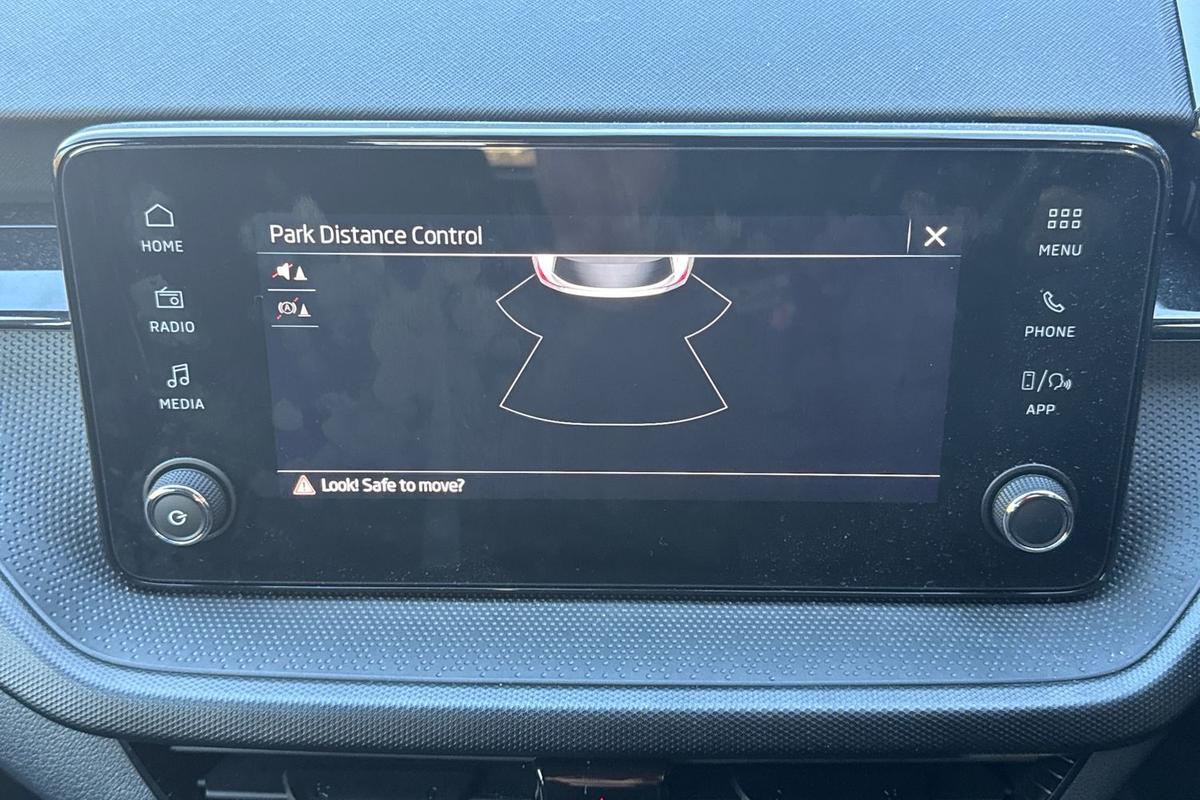 HOME
RADIO
MEDIA
Park Distance Control
Look! Safe to move?
MENU
PHONE
APP